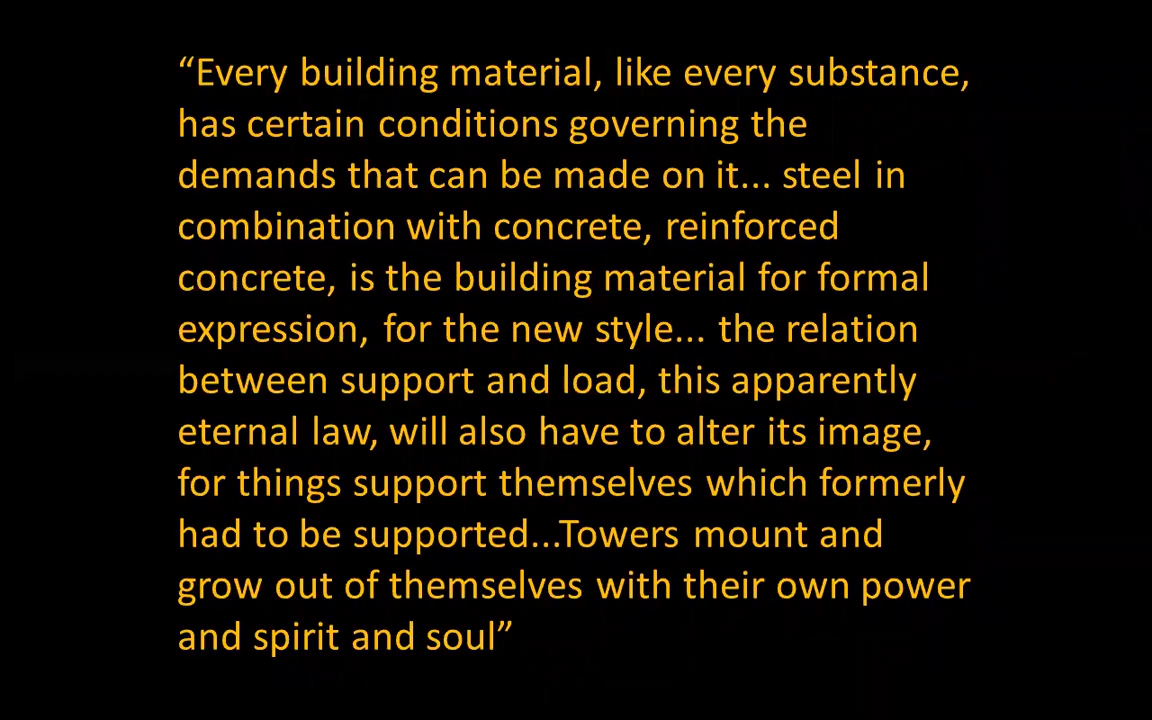 “Every building material, like every substance,
has certain conditions governing the
demands that can be made on it... steel in
combination with concrete, reinforced
concrete, is the building material for formal
expression, for the new style... the relation
between support and load, this apparently
eternal law, will also have to alter its image,
for things support themselves which formerly
had to be supported...Towers mount and
grow out of themselves with their own power
and spirit and soul”